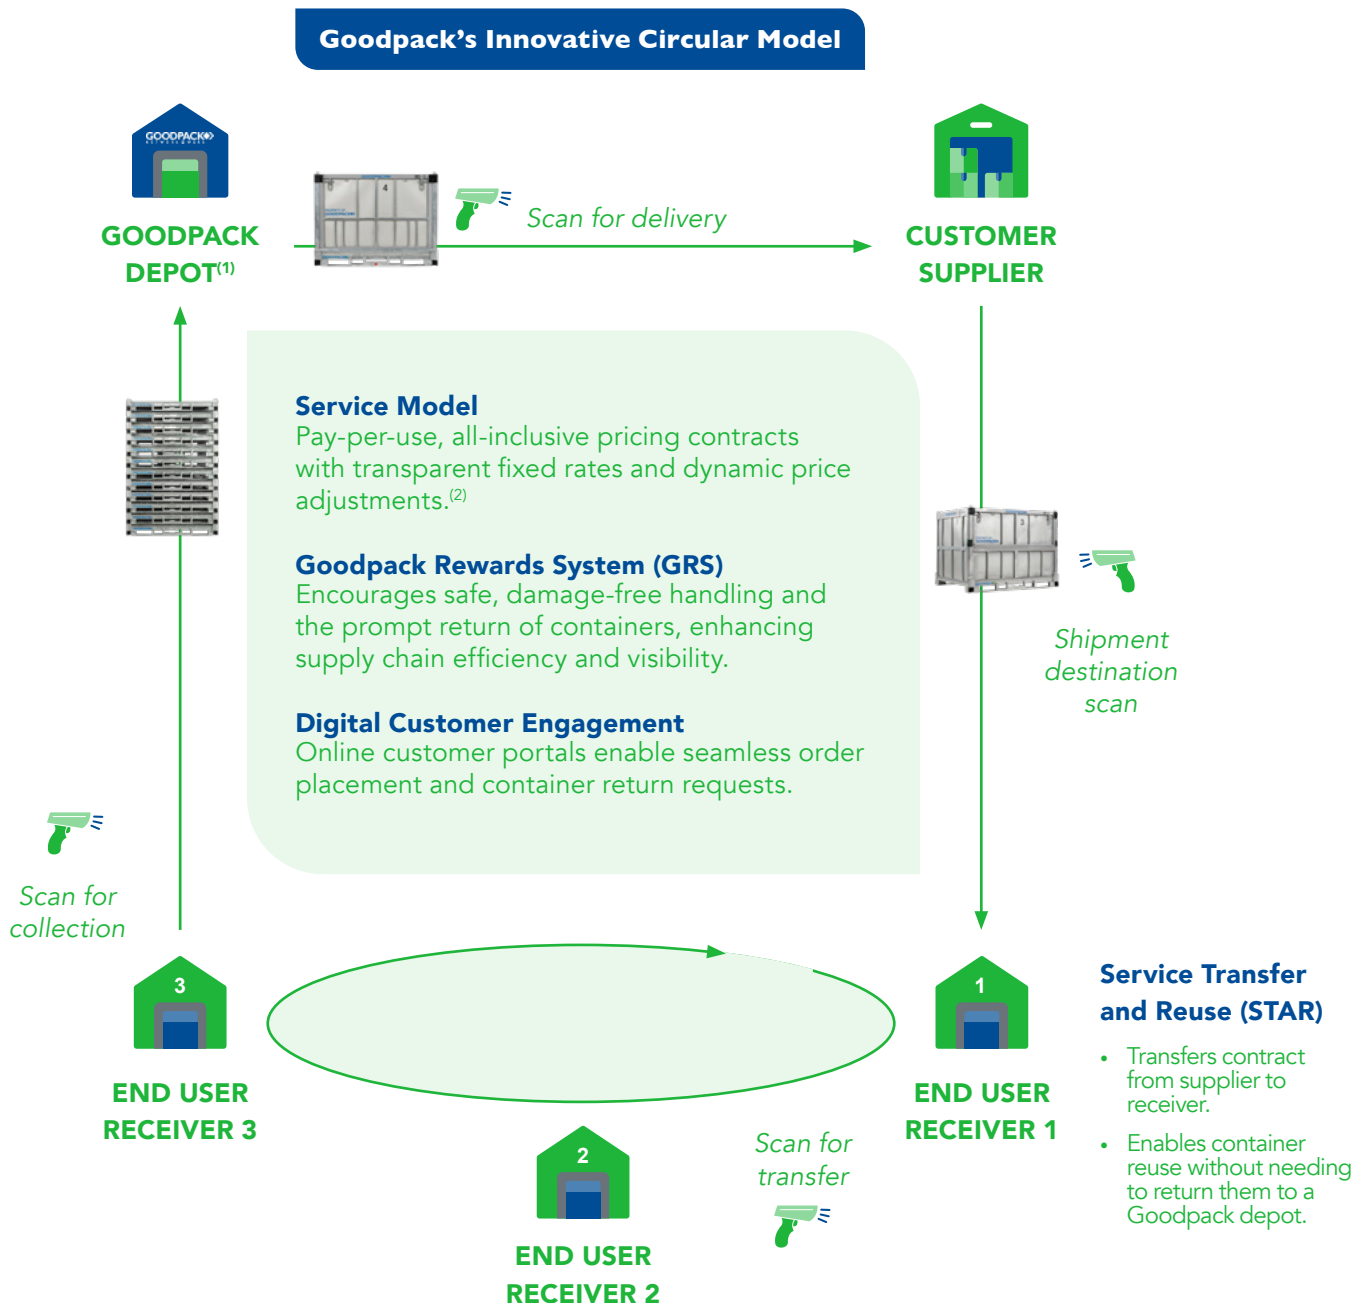 Goodpack's Innovative Circular Model
GOODPACK
GOODPACK
DEPOT(1)
4
Scan for delivery
CUSTOMER
SUPPLIER
Service Model
Pay-per-use, all-inclusive pricing contracts
with transparent fixed rates and dynamic price
adjustments.(2)
Goodpack Rewards System (GRS)
Encourages safe, damage-free handling and
the prompt return of containers, enhancing
supply chain efficiency and visibility.
Digital Customer Engagement
Online customer portals enable seamless order
placement and container return requests.
3
Shipment
destination
scan
Scan for
collection
3
END USER
RECEIVER 3
2
END USER
RECEIVER 2
Scan for
transfer
1
END USER
RECEIVER 1
Service Transfer
and Reuse (STAR)
• Transfers contract
from supplier to
receiver.
• Enables container
reuse without needing
to return them to a
Goodpack depot.